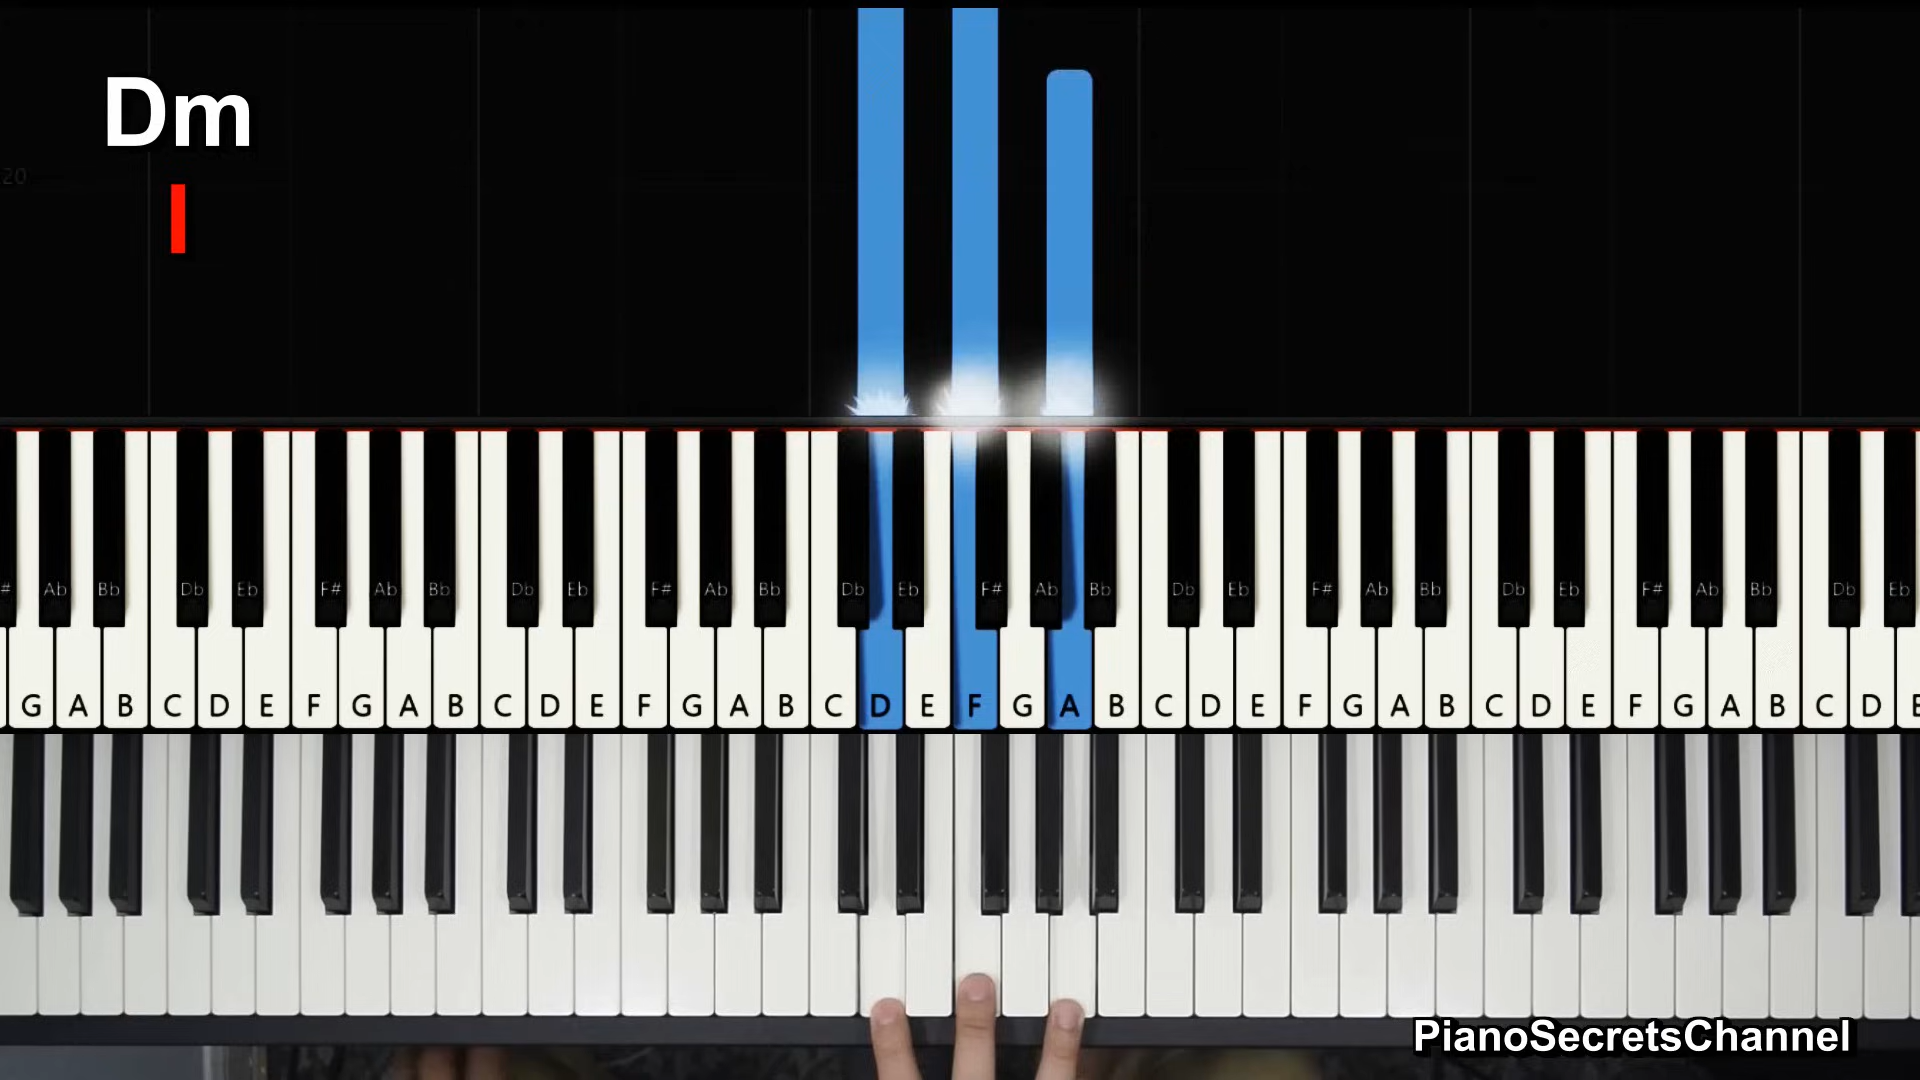 Dm
I
20
# Ab Bb Db Eb F# Ab Bb Db Eb F# Ab Bb Db Eb F# Ab Bb Db Eb F# Ab Bb Db Eb F# Ab Bb Db Eb
G A B C D E F G A B C D E F G A B C D E F G A B C D E F G A B C D E F G A B C D E
PianoSecretsChannel